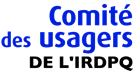 Comité
des usagers
DE L'IRDPQ